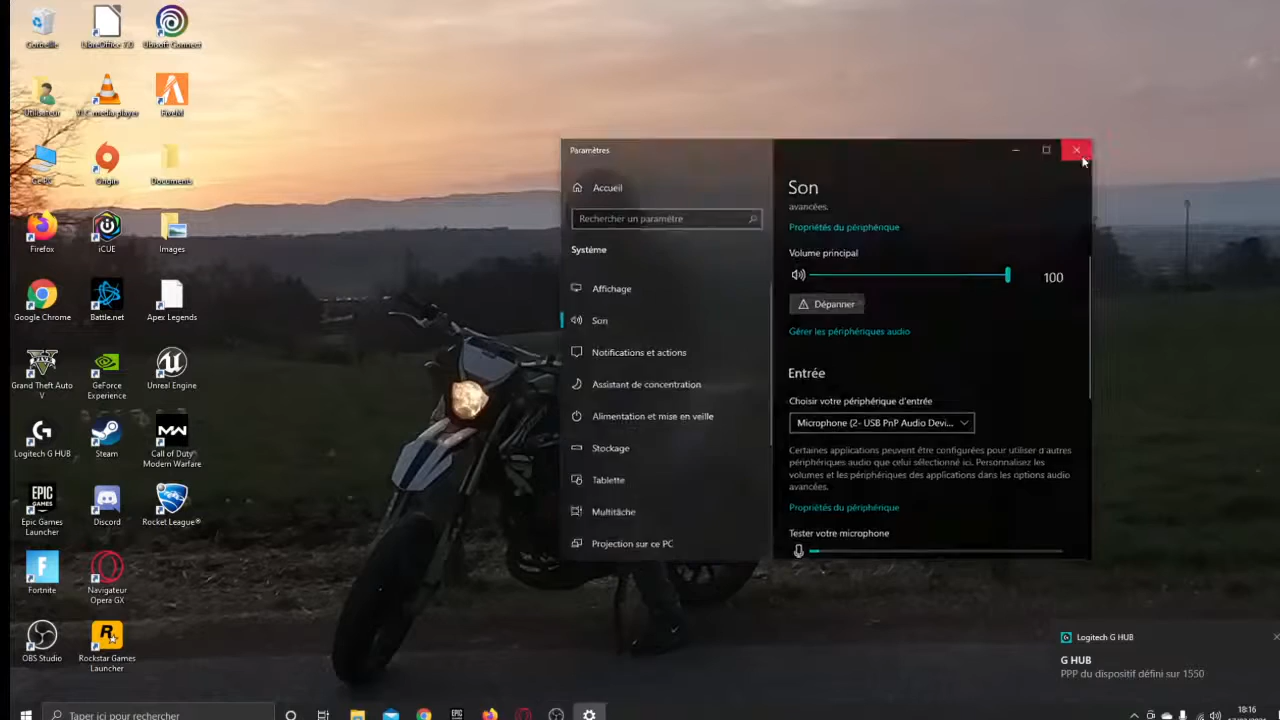 Corbeille
LibreOffice 7.0
Ubisoft Connect
Utilisateur
VLC media player
FiveM
Ce PC
Origin
Documents
Firefox
iCUE
Images
Google Chrome
Battle.net
Apex Legends
Grand Theft Auto
V
GeForce
Experience
Unreal Engine
Logitech G HUB
Steam
Call of Duty
Modern Warfare
Epic Games
Launcher
Discord
Rocket League®
Fortnite
Navigateur
Opera GX
OBS Studio
Rockstar Games
Launcher
Paramètres
Accueil
Rechercher un paramètre
Système
Affichage
Son
Notifications et actions
Assistant de concentration
Alimentation et mise en veille
Stockage
Tablette
Multitâche
Projection sur ce PC
Son
avancées.
Propriétés du périphérique
Volume principal
100
Dépanner
Gérer les périphériques audio
Entrée
Choisir votre périphérique d'entrée
Microphone (2- USB PnP Audio Devi...
Certaines applications peuvent être configurées pour utiliser d'autres
périphériques audio que celui sélectionné ici. Personnalisez les
volumes et les périphériques des applications dans les options audio
avancées.
Propriétés du périphérique
Tester votre microphone
Logitech G HUB
G HUB
PPP du dispositif défini sur 1550
Taper ici pour rechercher
18:16